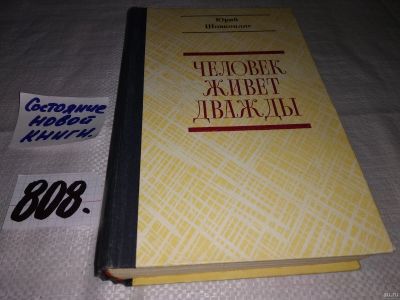 Юрий
Шовкопляс
ЧЕЛОВЕК
ЖИВЕТ
ДВАЖДЫ
Состояние
новой
книги.
808.